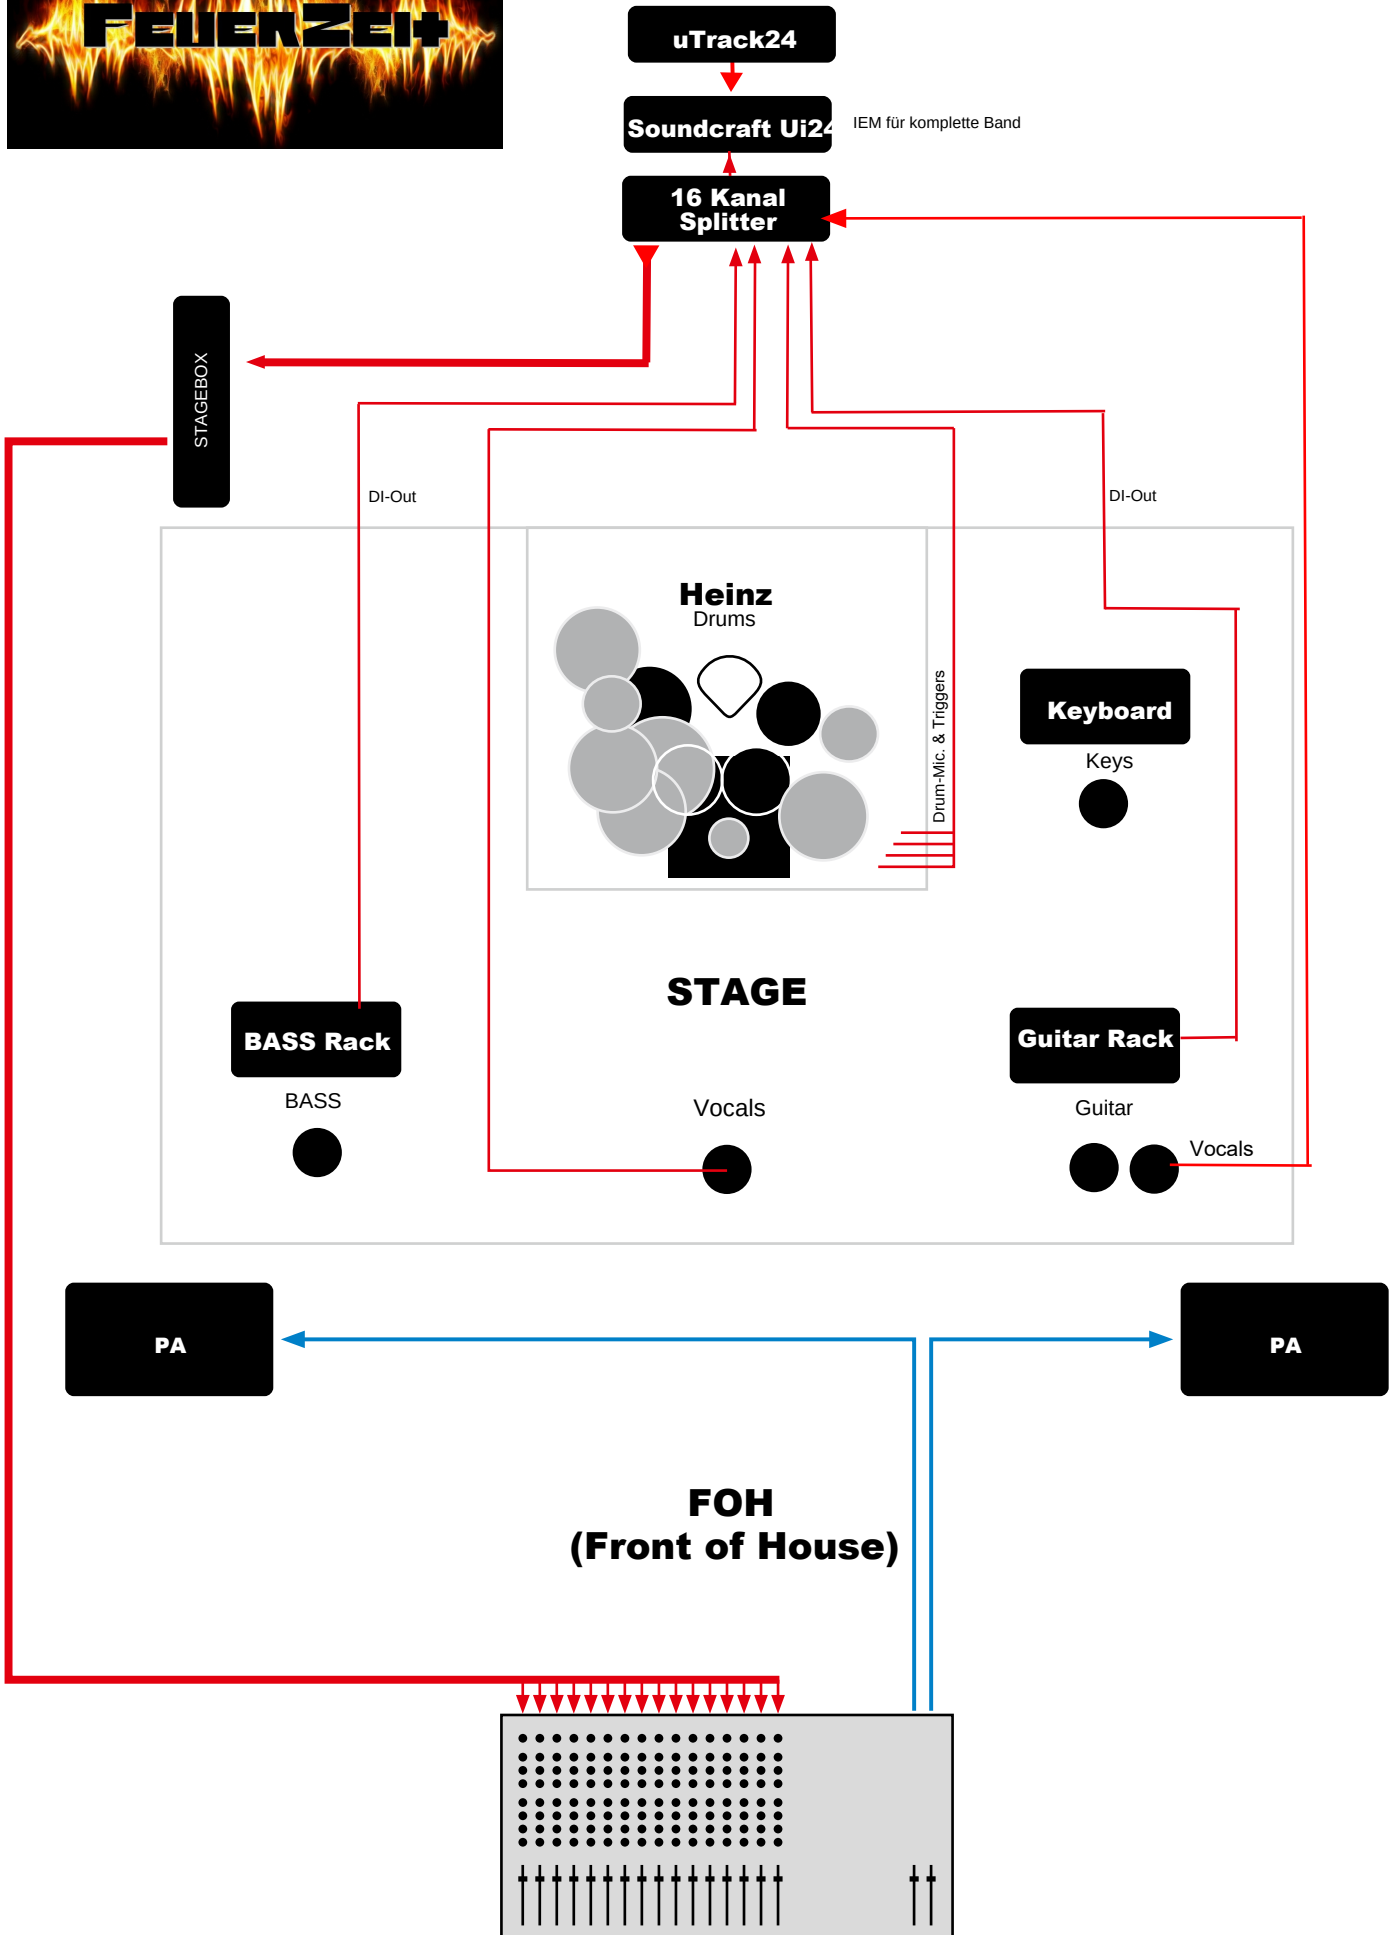 FEUERZEIt
uTrack24
Soundcraft Ui24
IEM für komplette Band
16 Kanal
Splitter
STAGEBOX
DI-Out
DI-Out
Heinz
Drums
Drum-Mic. & Triggers
Keyboard
Keys
STAGE
BASS Rack
Guitar Rack
BASS
Vocals
Guitar
Vocals
PA
PA
FOH
(Front of House)